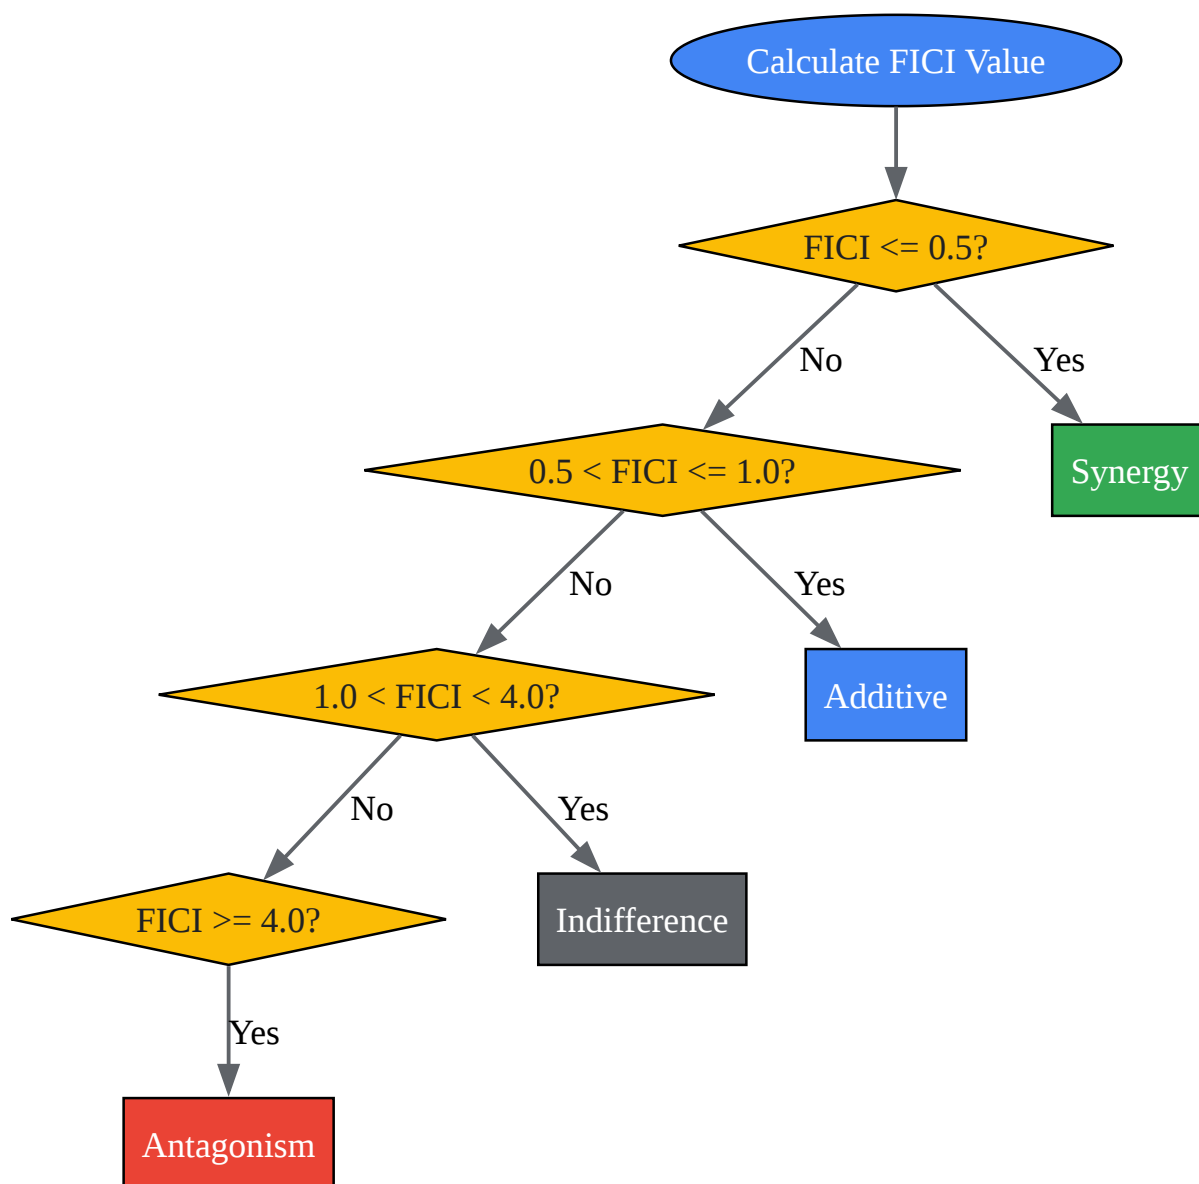 Calculate FICI Value
FICI <= 0.5?
No
Yes
0.5 < FICI <= 1.0?
Synergy
No
Yes
1.0 < FICI < 4.0?
Additive
No
Yes
FICI >= 4.0?
Indifference
Yes
Antagonism